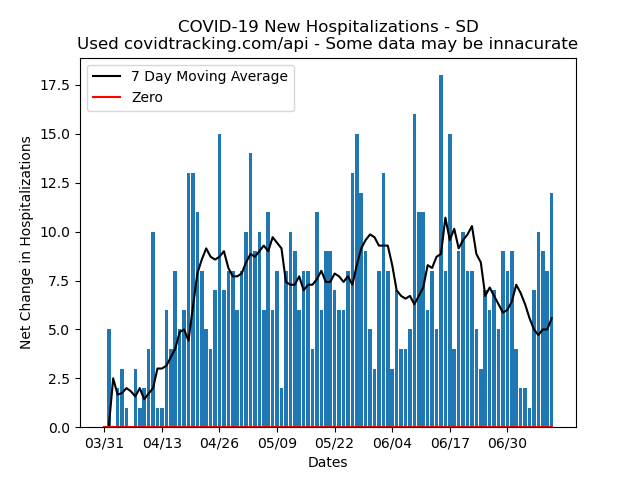 COVID-19 New Hospitalizations - SD
Used covidtracking.com/api - Some data may be innacurate
7 Day Moving Average
Zero
Net Change in Hospitalizations
17.5
15.0
12.5
10.0
7.5
5.0
2.5
0.0
03/31 04/13 04/26 05/09 05/22 06/04 06/17 06/30
Dates